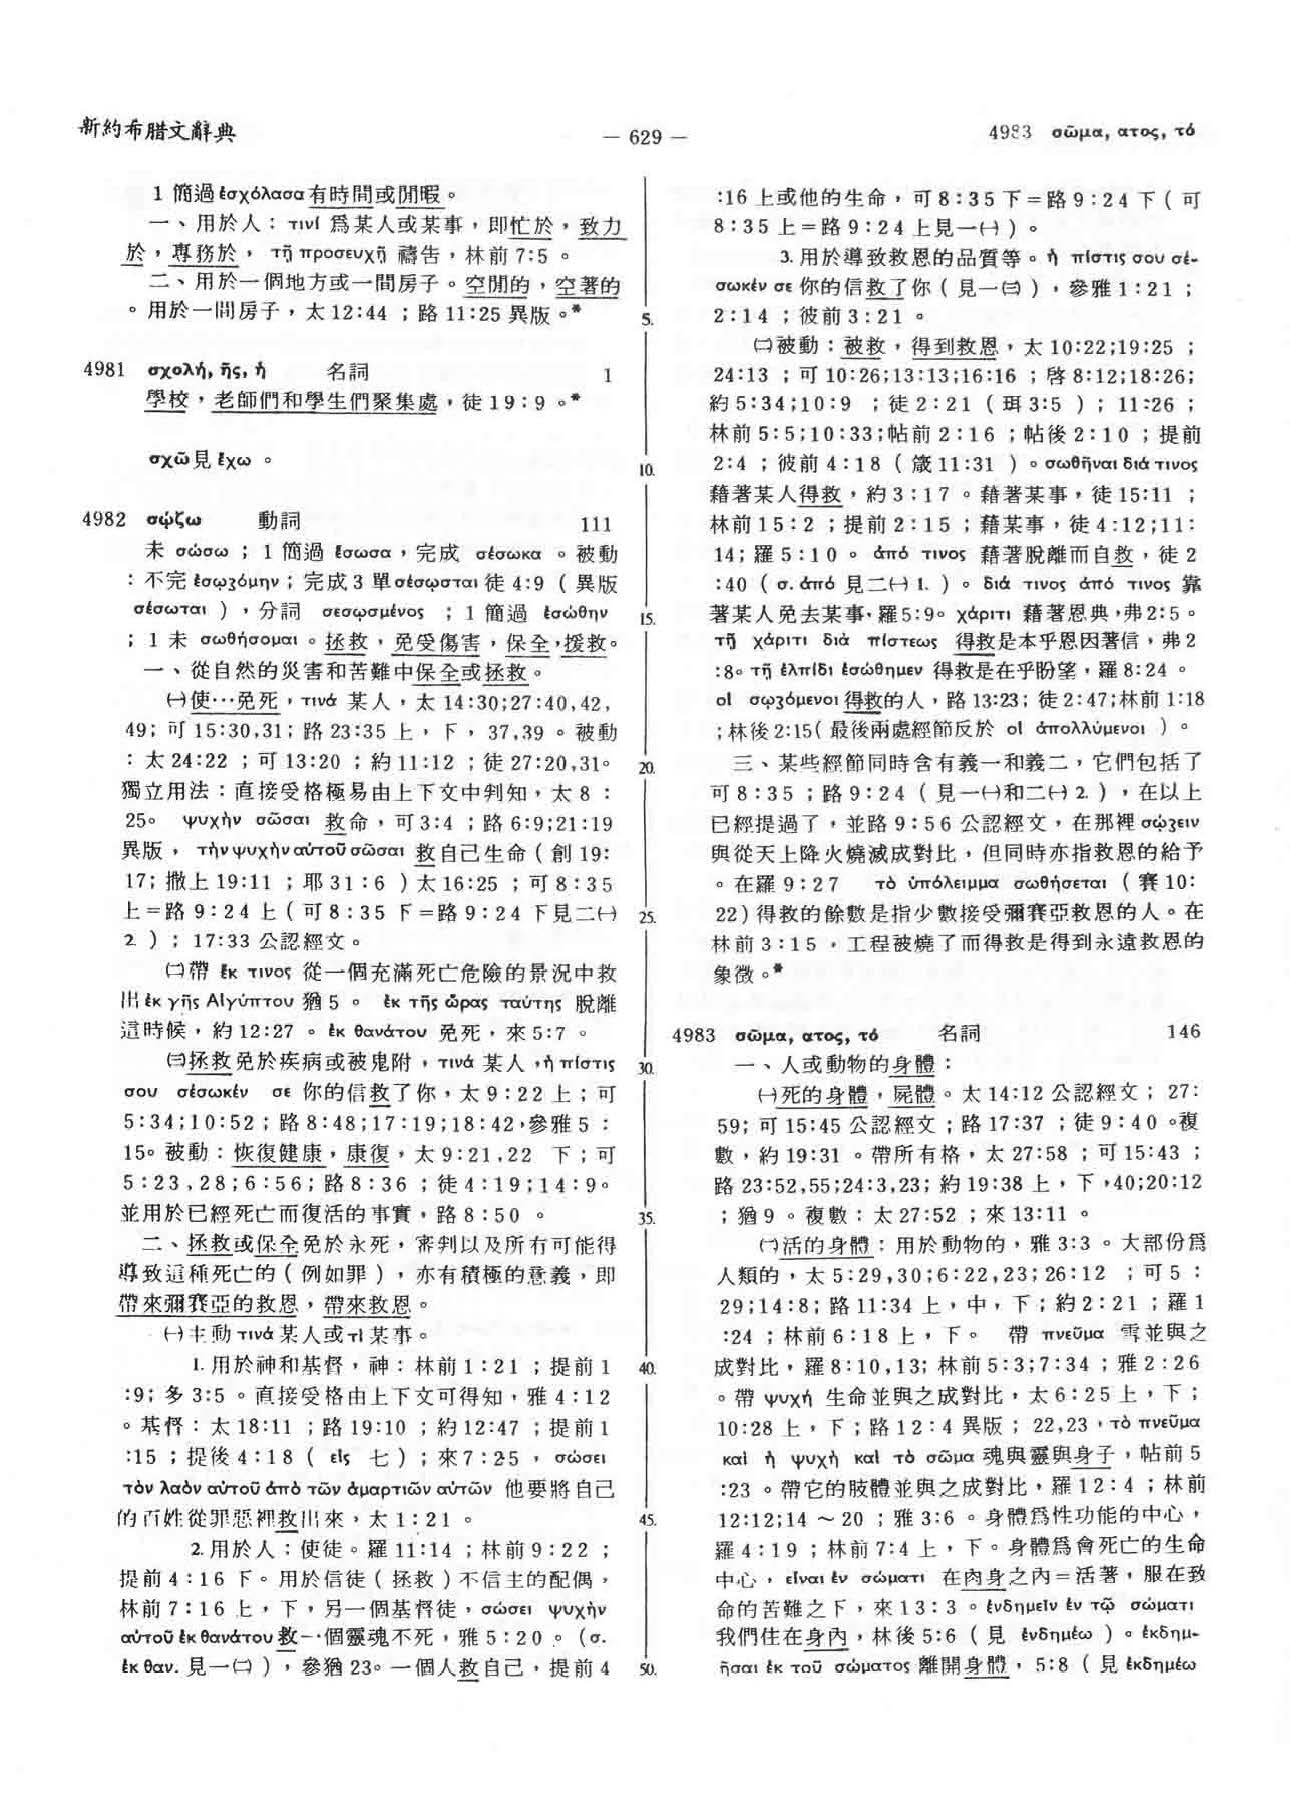 新約希腊文辭典
— 629 —
4983 σῶμα, ατος, τό
1 簡過 ἐσχόλασα 有時間或閒暇。
一、用於人：τινί 爲某人或某事，即忙於，致力
於，專務於， τῇ προσευχῇ 禱告，林前 7:5 。
二、用於一個地方或一間房子。空閒的，空著的
。用於一間房子，太 12:44 ；路 11:25 異版。*
4981 σχολή, ῆς, ἡ 名詞 1
學校，老師們和學生們聚集處，徒 19:9 。*
σχῶ 見 ἔχω 。
4982 σῴζω 動詞 111
未 σώσω ；1 簡過 ἔσωσα，完成 σέσωκα 。被動
：不完 ἐσῳζόμην；完成 3 單 σέσῳσται 徒 4:9 （異版
σέσωται ），分詞 σεσῳσμένος ；1 簡過 ἐσώθην
；1 未 σωθήσομαι 。拯救，免受傷害，保全，援救。
一、從自然的災害和苦難中保全或拯救。
㈠使…免死，τινά 某人，太 14:30;27:40,42,
49; 可 15:30,31; 路 23:35 上，下， 37,39 。被動
：太 24:22 ；可 13:20 ；約 11:12 ；徒 27:20,31。
獨立用法：直接受格極易由上下文中判知，太 8：
25。 ψυχὴν σῶσαι 救命，可 3:4 ；路 6:9;21:19
異版， τὴν ψυχὴν αὐτοῦ σῶσαι 救自己生命（創 19:
17; 撒上 19:11 ；耶 31:6 ）太 16:25 ；可 8:35
上＝路 9:24 上（可 8:35 下＝路 9:24 下見二㈠
2. ）；17:33 公認經文。
㈡帶 ἔκ τινος 從一個充滿死亡危險的景況中救
出 ἐκ γῆς Αἰγύπτου 猶 5 。 ἐκ τῆς ὥρας ταύτης 脫離
這時候，約 12:27 。ἐκ θανάτου 免死，來 5:7 。
㈢拯救免於疾病或被鬼附，τινά 某人，ἡ πίστις
σου σέσωκέν σε 你的信救了你，太 9:22 上；可
5:34;10:52 ；路 8:48;17:19;18:42，參雅 5：
15。被動：恢復健康，康復，太 9:21,22 下；可
5:23,28;6:56; 路 8:36 ；徒 4:19;14:9。
並用於已經死亡而復活的事實，路 8:50 。
二、拯救或保全免於永死，審判以及所有可能得
導致這種死亡的（例如罪），亦有積極的意義，即
帶來彌賽亞的救恩，帶來救恩。
㈠主動 τινά 某人或 τὶ 某事。
1. 用於神和基督，神：林前 1:21 ；提前 1
:9; 多 3:5 。直接受格由上下文可得知，雅 4:12
。基督：太 18:11 ；路 19:10 ；約 12:47 ；提前 1
:15 ；提後 4:18 （ εἰς 七）；來 7:25 ， σώσει
τὸν λαὸν αὐτοῦ ἀπὸ τῶν ἁμαρτιῶν αὐτῶν 他要將自己
的百姓從罪惡裡救出來，太 1:21 。
2. 用於人：使徒。羅 11:14 ；林前 9:22 ；
提前 4:16 下。用於信徒（拯救）不信主的配偶，
林前 7:16 上，下，另一個基督徒，σώσει ψυχὴν
αὐτοῦ ἐκ θανάτου 救一個靈魂不死，雅 5:20 。（σ.
ἐκ θαν. 見一㈡），參猶 23。一個人救自己，提前 4
5.
10.
15.
20.
25.
30.
35.
40.
45.
50.
:16 上或他的生命，可 8:35 下＝路 9:24 下（可
8:35 上＝路 9:24 上見一㈠）。
3. 用於導致救恩的品質等。ἡ πίστις σου σέ-
σωκέν σε 你的信救了你（見一㈢），參雅 1:21 ；
2:14 ；彼前 3:21 。
㈡被動：被救，得到救恩，太 10:22;19:25 ；
24:13 ；可 10:26;13:13;16:16 ；路 8:12;18:26;
約 5:34;10:9 ；徒 2:21 （珥 3:5 ）；11:26 ；
林前 5:5;10:33; 帖前 2:16 ；帖後 2:10 ；提前
2:4 ；彼前 4:18 （箴 11:31 ）。σωθῆναι διά τινος
藉著某人得救，約 3:17 。藉著某事，徒 15:11 ；
林前 15:2 ；提前 2:15 ；藉某事，徒 4:12;11:
14; 羅 5:10 。 ἀπό τινος 藉著脫離而自救，徒 2
:40 （σ. ἀπό 見二㈠ 1. ）。διά τινος ἀπό τινος 靠
著某人免去某事，羅 5:9。χάριτι 藉著恩典，弗 2:5。
τῇ χάριτι διὰ πίστεως 得救是本乎恩因著信，弗 2
:8。τῇ ἐλπίδι ἐσώθημεν 得救是在乎盼望，羅 8:24 。
οἱ σῳζόμενοι 得救的人，路 13:23; 徒 2:47; 林前 1:18
；林後 2:15（最後兩處經節反於 οἱ ἀπολλύμενοι ）。
三、某些經節同時含有義一和義二，它們包括了
可 8:35 ；路 9:24 （見一㈠和二㈠ 2. ），在以上
已經提過了，並路 9:56 公認經文，在那裡 σῴζειν
與從天上降火燒滅成對比，但同時亦指救恩的給予
。在羅 9:27 τὸ ὑπόλειμμα σωθήσεται （賽 10:
22）得救的餘數是指少數接受彌賽亞救恩的人。在
林前 3:15 ，工程被燒了而得救是得到永遠救恩的
象徵。*
4983 σῶμα, ατος, τό 名詞 146
一、人或動物的身體：
㈠死的身體，屍體。太 14:12 公認經文；27:
59; 可 15:45 公認經文；路 17:37 ；徒 9:40 。複
數，約 19:31 。帶所有格，太 27:58 ；可 15:43 ；
路 23:52,55;24:3,23; 約 19:38 上，下，40;20:12
；猶 9 。複數：太 27:52 ；來 13:11 。
㈡活的身體：用於動物的，雅 3:3 。大部份爲
人類的，太 5:29,30;6:22,23;26:12 ；可 5：
29;14:8; 路 11:34 上，中，下；約 2:21 ；羅 1
:24 ；林前 6:18 上，下。 帶 πνεῦμα 靈並與之
成對比，羅 8:10,13; 林前 5:3;7:34 ；雅 2:26
。帶 ψυχή 生命並與之成對比，太 6:25 上，下；
10:28 上，下；路 12:4 異版；22,23，τὸ πνεῦμα
καὶ ἡ ψυχὴ καὶ τὸ σῶμα 魂與靈與身子，帖前 5
:23 。帶它的肢體並與之成對比，羅 12:4 ；林前
12:12;14～20 ；雅 3:6 。身體爲性功能的中心，
羅 4:19 ；林前 7:4 上，下。身體爲會死亡的生命
中心，εἶναι ἐν σώματι 在肉身之內＝活著，服在致
命的苦難之下，來 13:3 。ἐνδημεῖν ἐν τῷ σώματι
我們住在身內，林後 5:6 （見 ἐνδημέω ）。ἐκδημ-
ῆσαι ἐκ τοῦ σώματος 離開身體，5:8 （見 ἐκδημέω